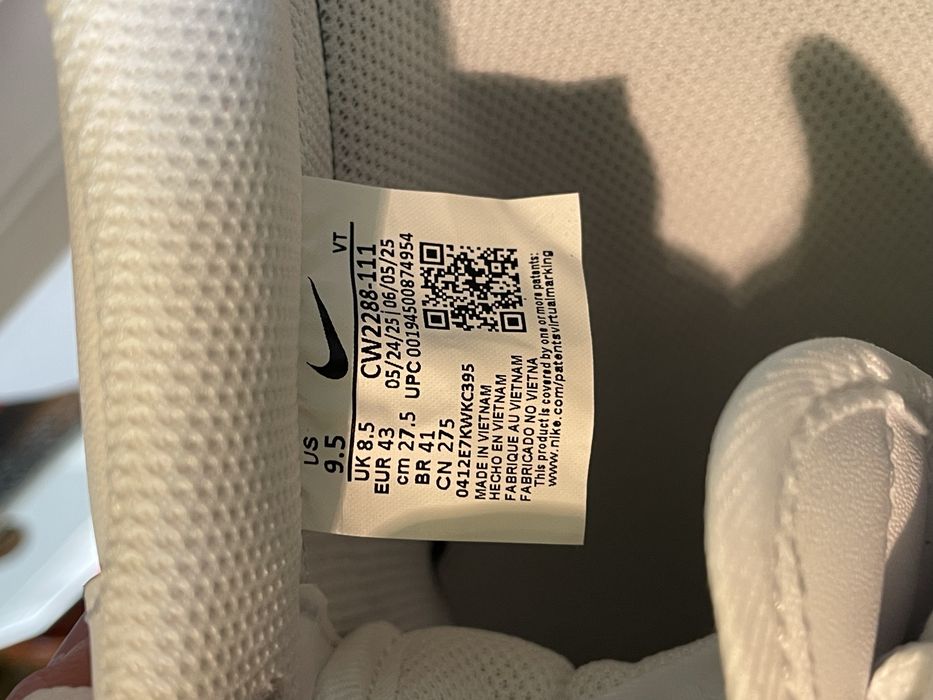 US
9.5
VT
UK 8.5
CW2288-111
EUR 43
05/24/25|06/05/25
cm 27.5
UPC 00194500874954
BR 41
CN 275
0412E7KWKC395
MADE IN VIETNAM
HECHO EN VIETNAM
FABRIQUE AU VIETNAM
FABRICADO NO VIETNA
This product is covered by one or more patents:
www.nike.com/patentsvirtualmarking